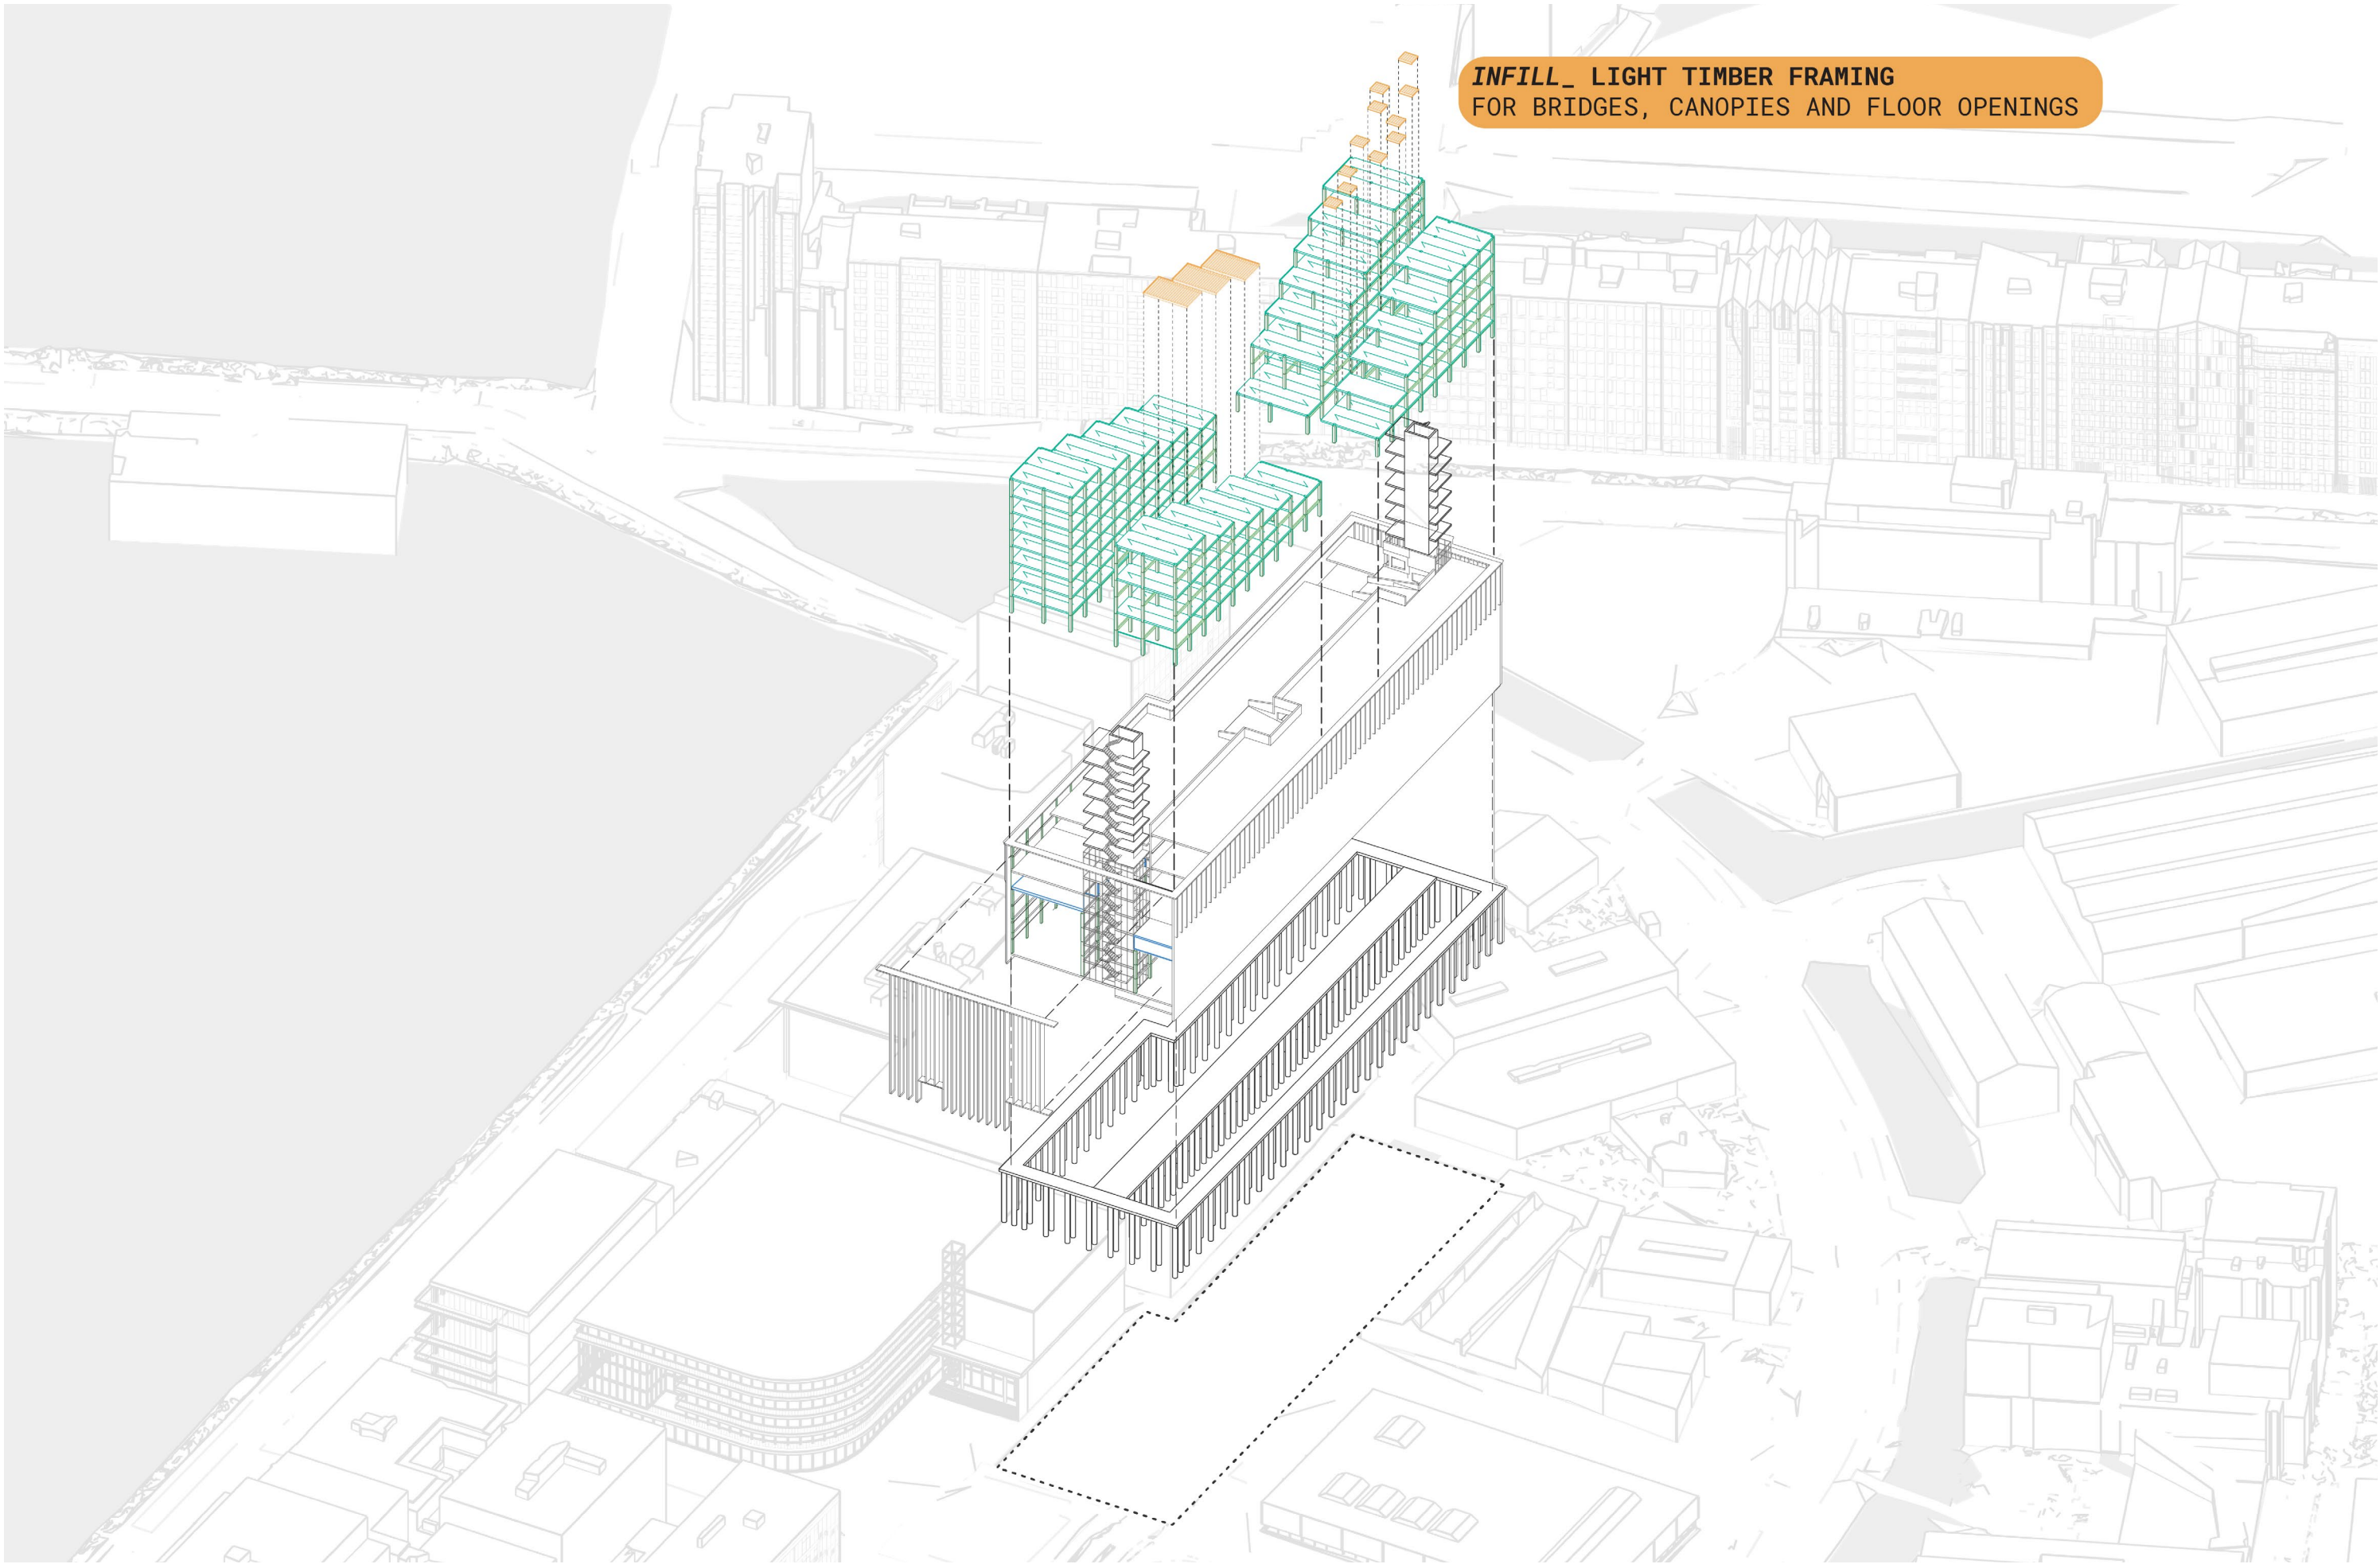 INFILL_ LIGHT TIMBER FRAMING
FOR BRIDGES, CANOPIES AND FLOOR OPENINGS